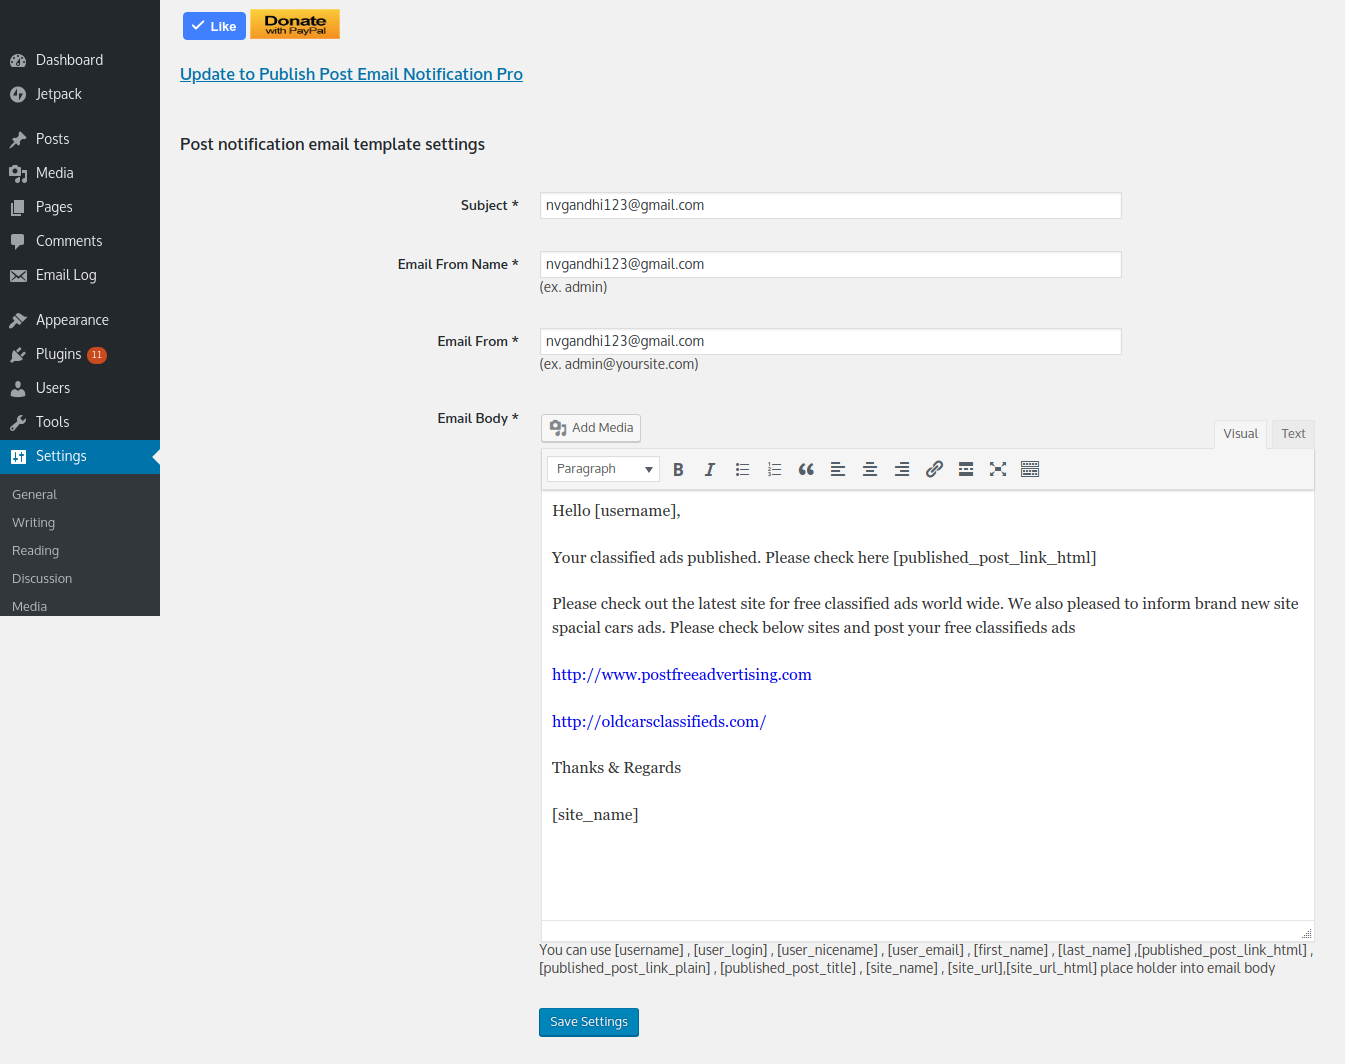 Like
Donate
with PayPal
Update to Publish Post Email Notification Pro
Dashboard
Jetpack
Posts
Media
Pages
Comments
Email Log
Appearance
Plugins 11
Users
Tools
Settings
General
Writing
Reading
Discussion
Media
Post notification email template settings
Subject * nvgandhi123@gmail.com
Email From Name * nvgandhi123@gmail.com
(ex. admin)
Email From * nvgandhi123@gmail.com
(ex. admin@yoursite.com)
Email Body * Add Media
Visual Text
Paragraph B I
Hello [username],
Your classified ads published. Please check here [published_post_link_html]
Please check out the latest site for free classified ads world wide. We also pleased to inform brand new site
spacial cars ads. Please check below sites and post your free classifieds ads
http://www.postfreeadvertising.com
http://oldcarsclassifieds.com/
Thanks & Regards
[site_name]
You can use [username] , [user_login] , [user_nicename] , [user_email] , [first_name] , [last_name] ,[published_post_link_html] ,
[published_post_link_plain] , [published_post_title] , [site_name] , [site_url],[site_url_html] place holder into email body
Save Settings